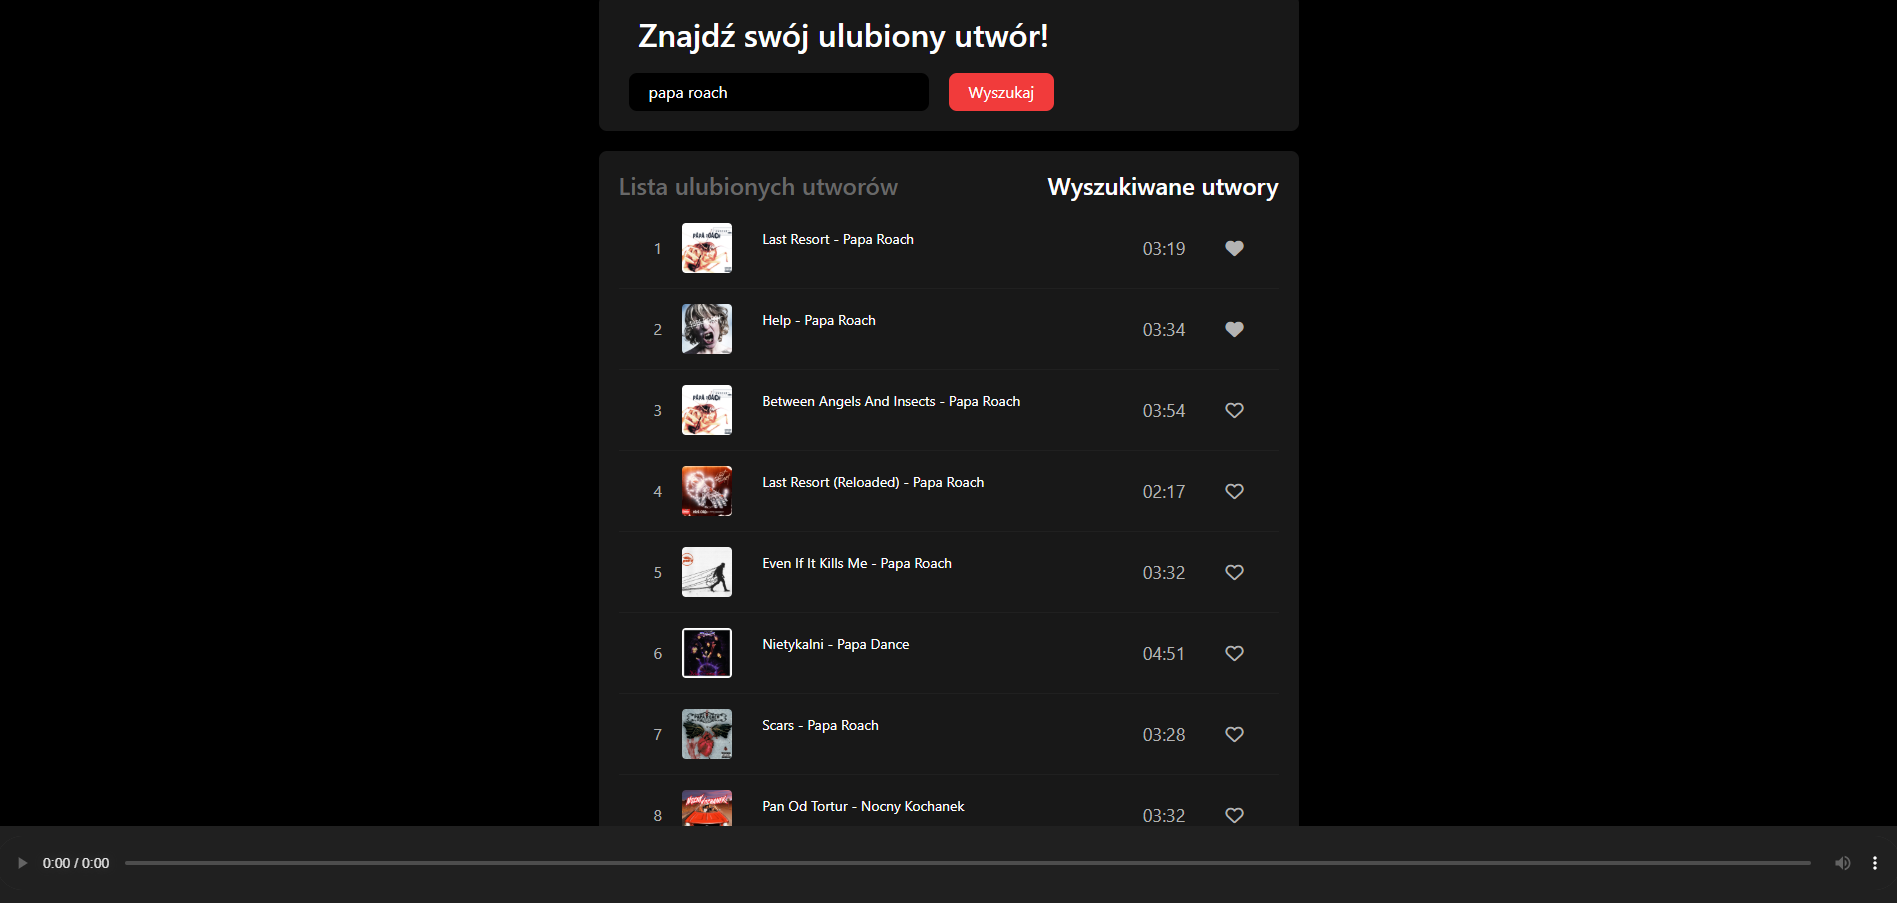 Znajdź swój ulubiony utwór!
papa roach
Wyszukaj
Lista ulubionych utworów
Wyszukiwane utwory
1 Last Resort - Papa Roach 03:19
2 Help - Papa Roach 03:34
3 Between Angels And Insects - Papa Roach 03:54
4 Last Resort (Reloaded) - Papa Roach 02:17
5 Even If It Kills Me - Papa Roach 03:32
6 Nietykalni - Papa Dance 04:51
7 Scars - Papa Roach 03:28
8 Pan Od Tortur - Nocny Kochanek 03:32
0:00 / 0:00